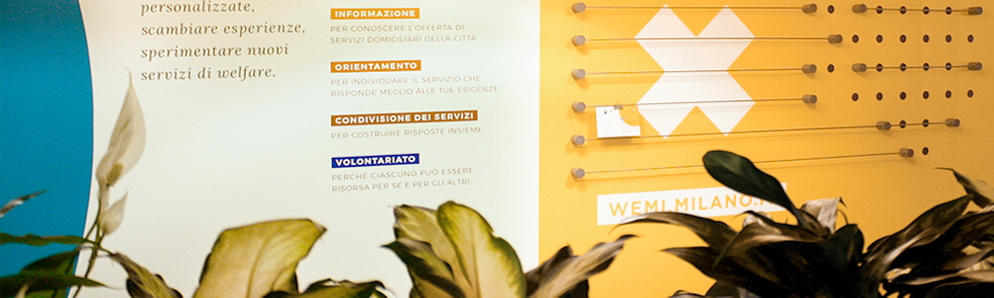 personalizzate,
scambiare esperienze,
sperimentare nuovi
servizi di welfare.
INFORMAZIONE
PER CONOSCERE L'OFFERTA DI
SERVIZI DOMICILIARI DELLA CITTÀ
ORIENTAMENTO
PER INDIVIDUARE IL SERVIZIO CHE
RISPONDE MEGLIO ALLE TUE ESIGENZE
CONDIVISIONE DEI SERVIZI
PER COSTRUIRE RISPOSTE INSIEME
VOLONTARIATO
PERCHÉ CIASCUNO PUÒ ESSERE
RISORSA PER SÉ E PER GLI ALTRI
WEMI.MILANO.